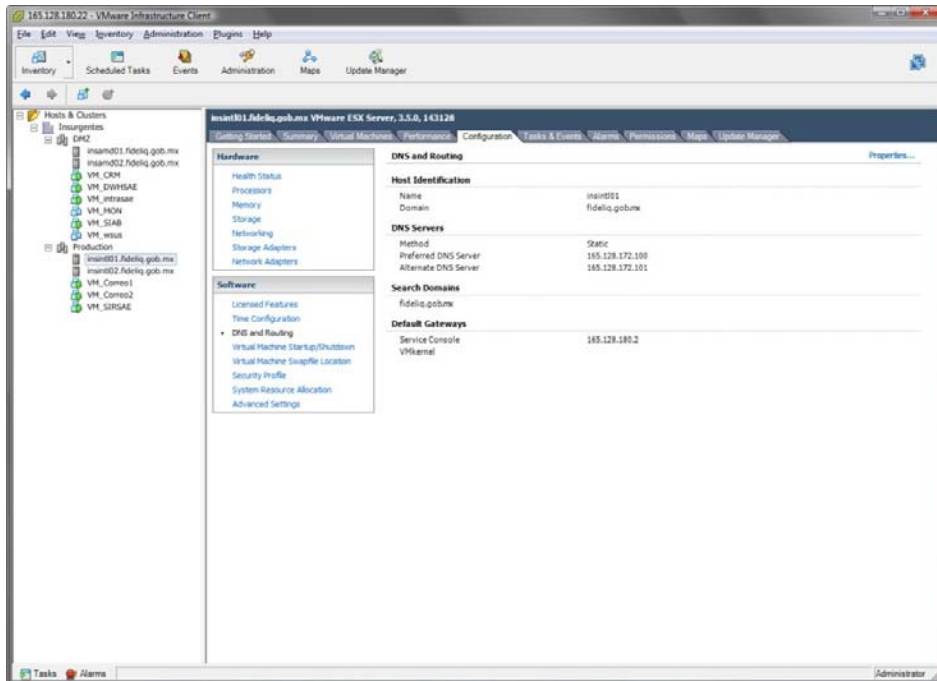 165.128.180.22 - VMware Infrastructure Client
File Edit View Inventory Administration Plugins Help
Inventory Scheduled Tasks Events Administration Maps Update Manager
Hosts & Clusters
Insurgentes
DMZ
insamd01.fideliq.gob.mx
insamd02.fideliq.gob.mx
VM_CRM
VM_DWHSAE
VM_intrasae
VM_MON
VM_SIAB
VM_wsus
Production
insintl01.fideliq.gob.mx
insintl02.fideliq.gob.mx
VM_Correo1
VM_Correo2
VM_SIRSAE
insintl01.fideliq.gob.mx VMware ESX Server, 3.5.0, 143128
Getting Started Summary Virtual Machines Performance Configuration Tasks & Events Alarms Permissions Maps Update Manager
Hardware
Health Status
Processors
Memory
Storage
Networking
Storage Adapters
Network Adapters
Software
Licensed Features
Time Configuration
DNS and Routing
Virtual Machine Startup/Shutdown
Virtual Machine Swapfile Location
Security Profile
System Resource Allocation
Advanced Settings
DNS and Routing Properties...
Host Identification
Name insintl01
Domain fideliq.gob.mx
DNS Servers
Method Static
Preferred DNS Server 165.128.172.100
Alternate DNS Server 165.128.172.101
Search Domains
fideliq.gob.mx
Default Gateways
Service Console 165.128.180.2
VMkernel
Tasks Alarms Administrator